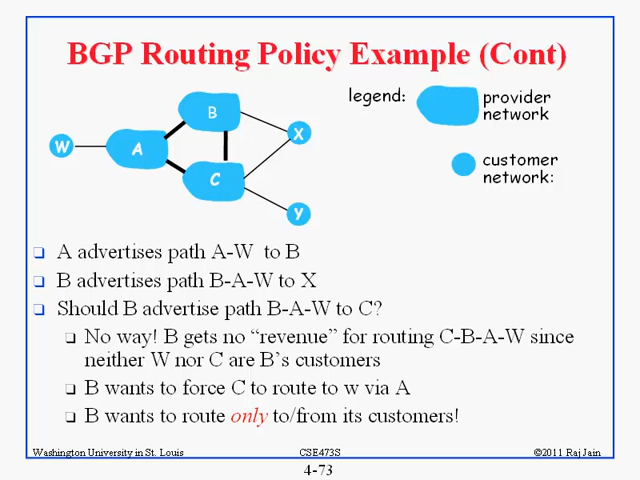 BGP Routing Policy Example (Cont)
legend:
provider
network
customer
network:
W
A
B
C
X
Y
❑ A advertises path A-W to B
❑ B advertises path B-A-W to X
❑ Should B advertise path B-A-W to C?
❑ No way! B gets no “revenue” for routing C-B-A-W since
neither W nor C are B’s customers
❑ B wants to force C to route to w via A
❑ B wants to route only to/from its customers!
Washington University in St. Louis
CSE473S
©2011 Raj Jain
4-73